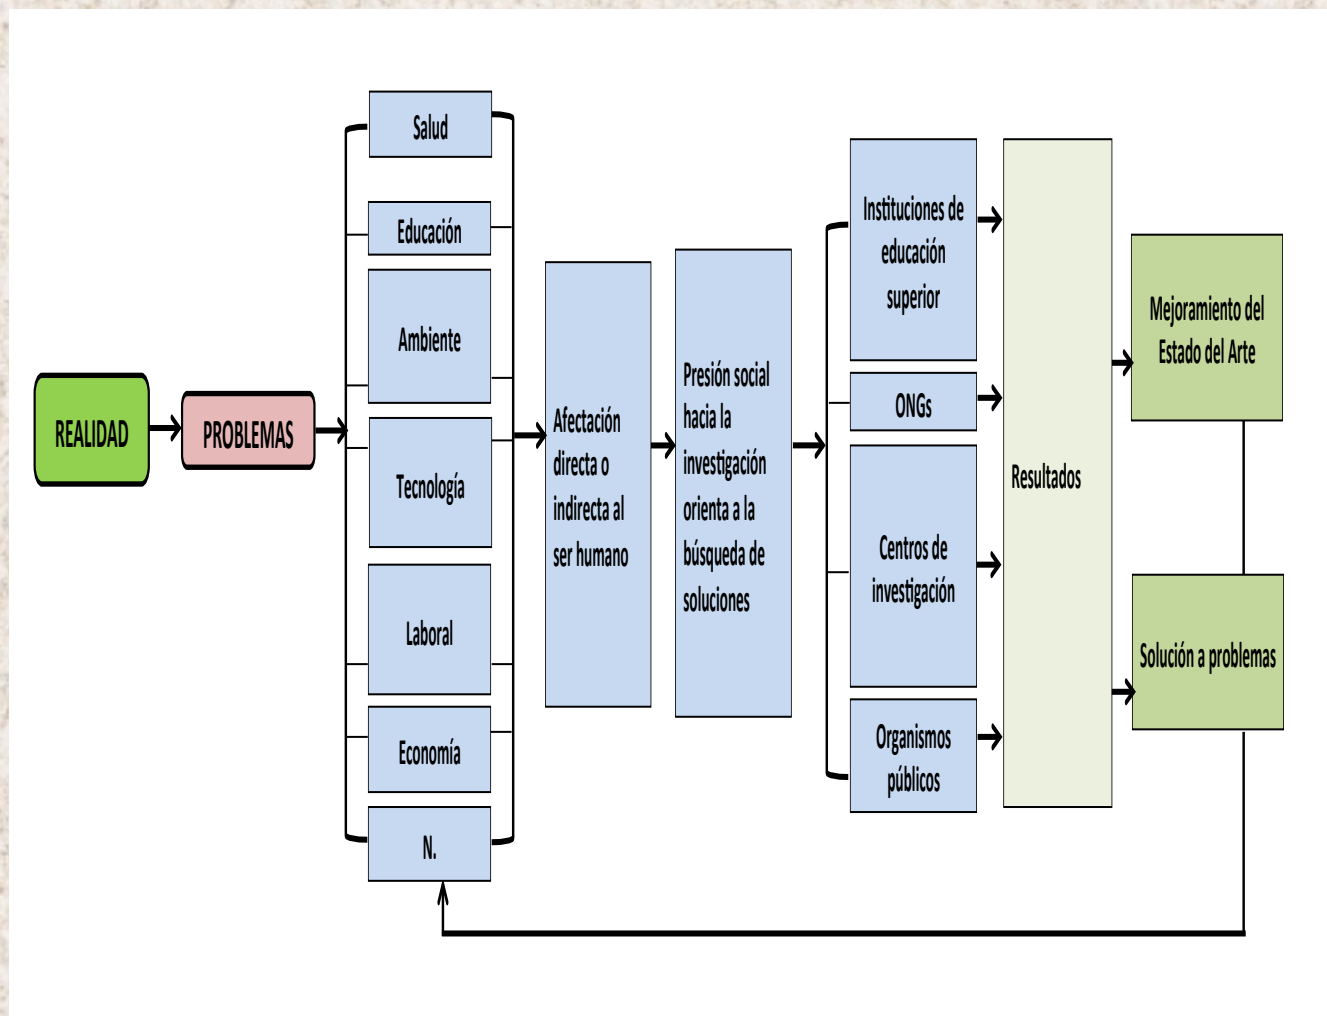 REALIDAD
PROBLEMAS
Salud
Educación
Ambiente
Tecnología
Laboral
Economía
N.
Afectación
directa o
indirecta al
ser humano
Presión social
hacia la
investigación
orienta a la
búsqueda de
soluciones
Instituciones de
educación
superior
ONGs
Centros de
investigación
Organismos
públicos
Resultados
Mejoramiento del
Estado del Arte
Solución a problemas